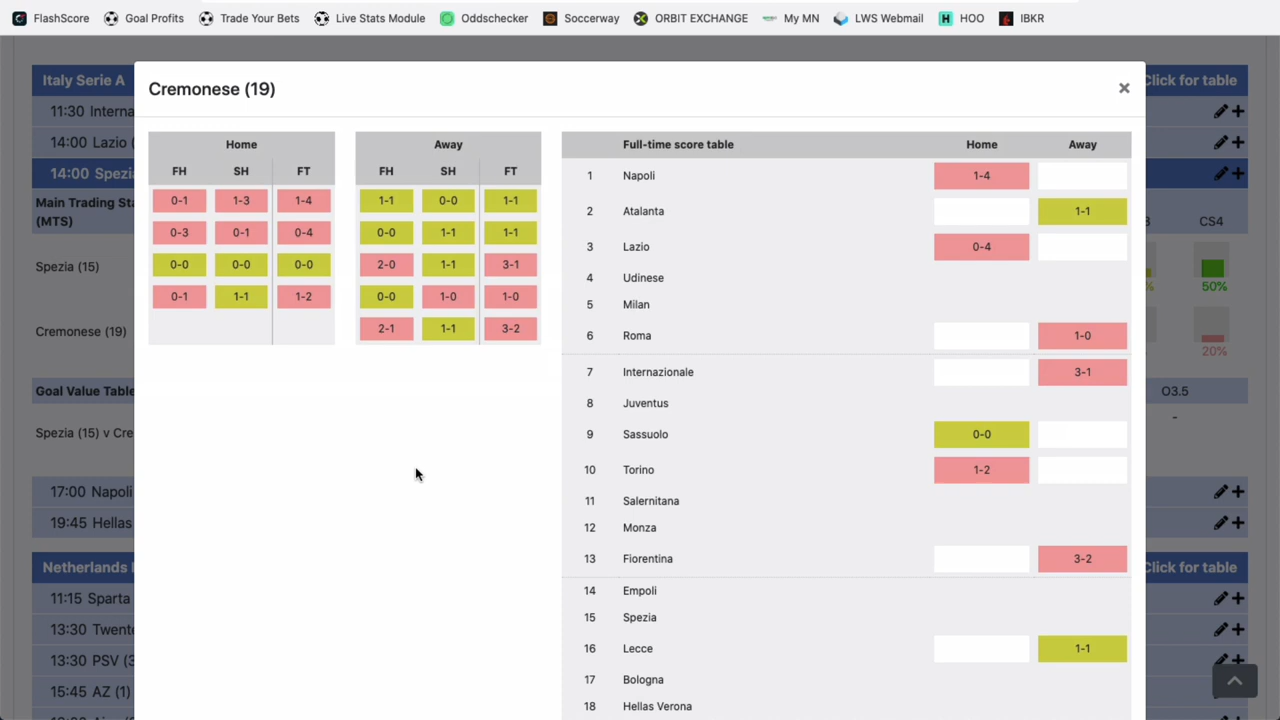 FlashScore Goal Profits Trade Your Bets Live Stats Module Oddschecker Soccerway ORBIT EXCHANGE My MN LWS Webmail H HOO IBKR
Italy Serie A
Click for table
11:30 Interna
14:00 Lazio (
14:00 Spezi
Main Trading Sta
(MTS)
CS4
Spezia (15)
% 50%
Cremonese (19)
20%
Goal Value Table
O3.5
Spezia (15) v Cre
-
17:00 Napoli
19:45 Hellas
Netherlands
Click for table
11:15 Sparta
13:30 Twente
13:30 PSV (3
15:45 AZ (1)
Cremonese (19) ×
Home
FH SH FT
0-1 1-3 1-4
0-3 0-1 0-4
0-0 0-0 0-0
0-1 1-1 1-2
Away
FH SH FT
1-1 0-0 1-1
0-0 1-1 1-1
2-0 1-1 3-1
0-0 1-0 1-0
2-1 1-1 3-2
Full-time score table Home Away
1 Napoli 1-4
2 Atalanta 1-1
3 Lazio 0-4
4 Udinese
5 Milan
6 Roma 1-0
7 Internazionale 3-1
8 Juventus
9 Sassuolo 0-0
10 Torino 1-2
11 Salernitana
12 Monza
13 Fiorentina 3-2
14 Empoli
15 Spezia
16 Lecce 1-1
17 Bologna
18 Hellas Verona